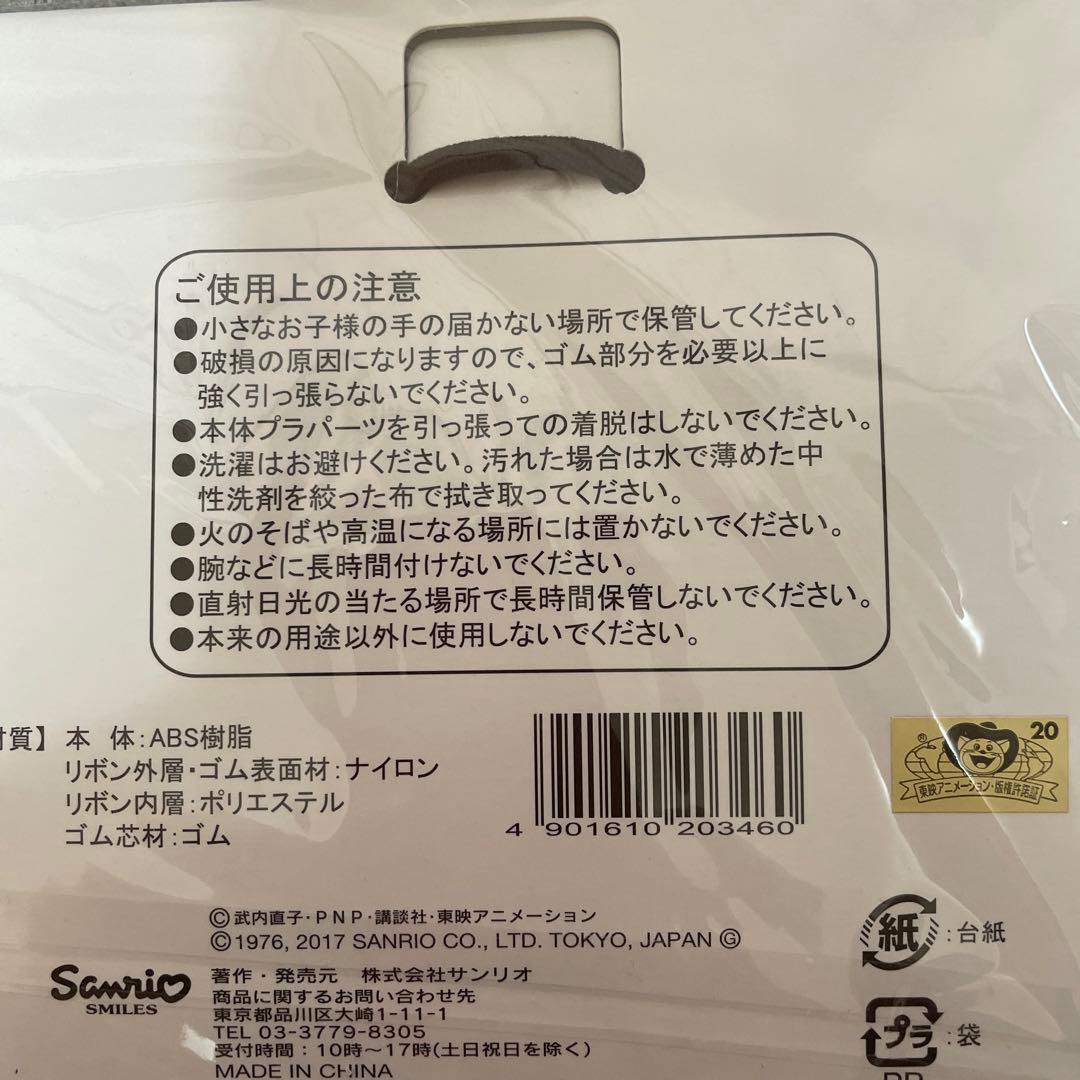 ご使用上の注意
●小さなお子様の手の届かない場所で保管してください。
●破損の原因になりますので、ゴム部分を必要以上に
強く引っ張らないでください。
●本体プラパーツを引っ張っての着脱はしないでください。
●洗濯はお避けください。汚れた場合は水で薄めた中
性洗剤を絞った布で拭き取ってください。
●火のそばや高温になる場所には置かないでください。
●腕などに長時間付けないでください。
●直射日光の当たる場所で長時間保管しないでください。
●本来の用途以外に使用しないでください。
材質】本 体:ABS樹脂
リボン外層・ゴム表面材:ナイロン
リボン内層:ポリエステル
ゴム芯材:ゴム
4 901610 203460
® 20
東映アニメーション・版権許諾証
©武内直子・PNP・講談社・東映アニメーション
©1976, 2017 SANRIO CO., LTD. TOKYO, JAPAN Ⓖ
紙:台紙
Sanrio
SMILES
著作・発売元 株式会社サンリオ
商品に関するお問い合わせ先
東京都品川区大崎1-11-1
TEL 03-3779-8305
受付時間:10時~17時(土日祝日を除く)
MADE IN CHINA
プラ:袋
PP